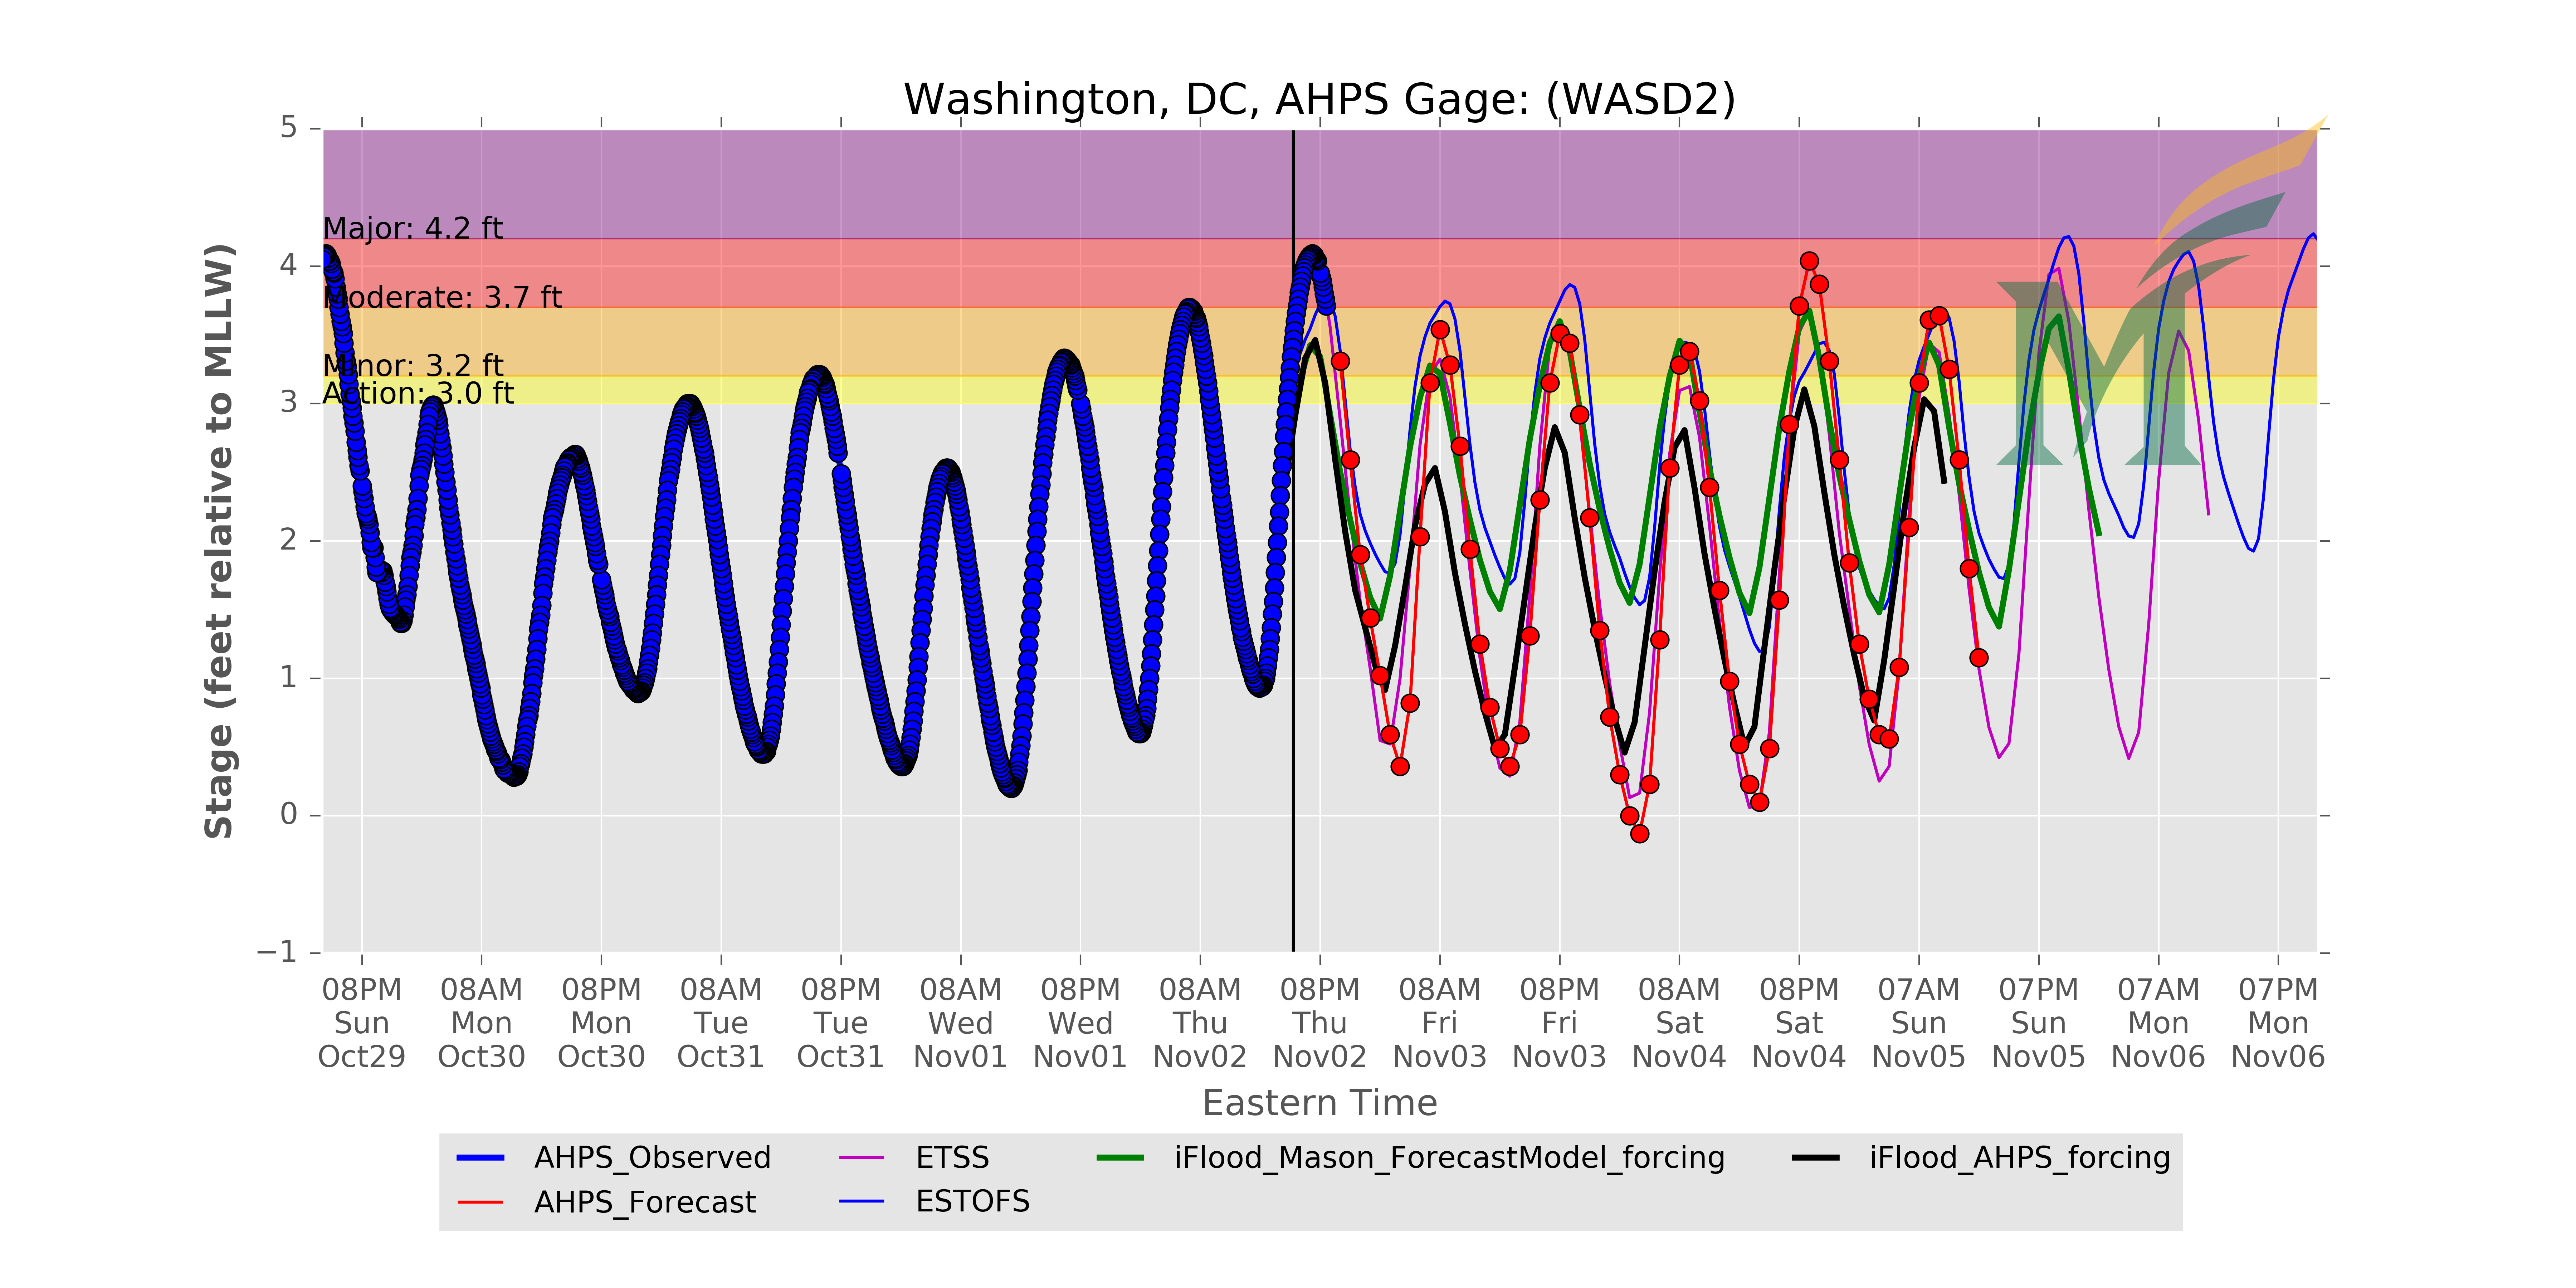 Washington, DC, AHPS Gage: (WASD2)
5
4
3
2
1
0
−1
Stage (feet relative to MLLW)
Major: 4.2 ft
Moderate: 3.7 ft
Minor: 3.2 ft
Action: 3.0 ft
08PM 08AM 08PM 08AM 08PM 08AM 08PM 08AM 08PM 08AM 08PM 08AM 08PM 07AM 07PM 07AM 07PM
Sun Mon Mon Tue Tue Wed Wed Thu Thu Fri Fri Sat Sat Sun Sun Mon Mon
Oct29 Oct30 Oct30 Oct31 Oct31 Nov01 Nov01 Nov02 Nov02 Nov03 Nov03 Nov04 Nov04 Nov05 Nov05 Nov06 Nov06
Eastern Time
AHPS_Observed ETSS iFlood_Mason_ForecastModel_forcing iFlood_AHPS_forcing
AHPS_Forecast ESTOFS